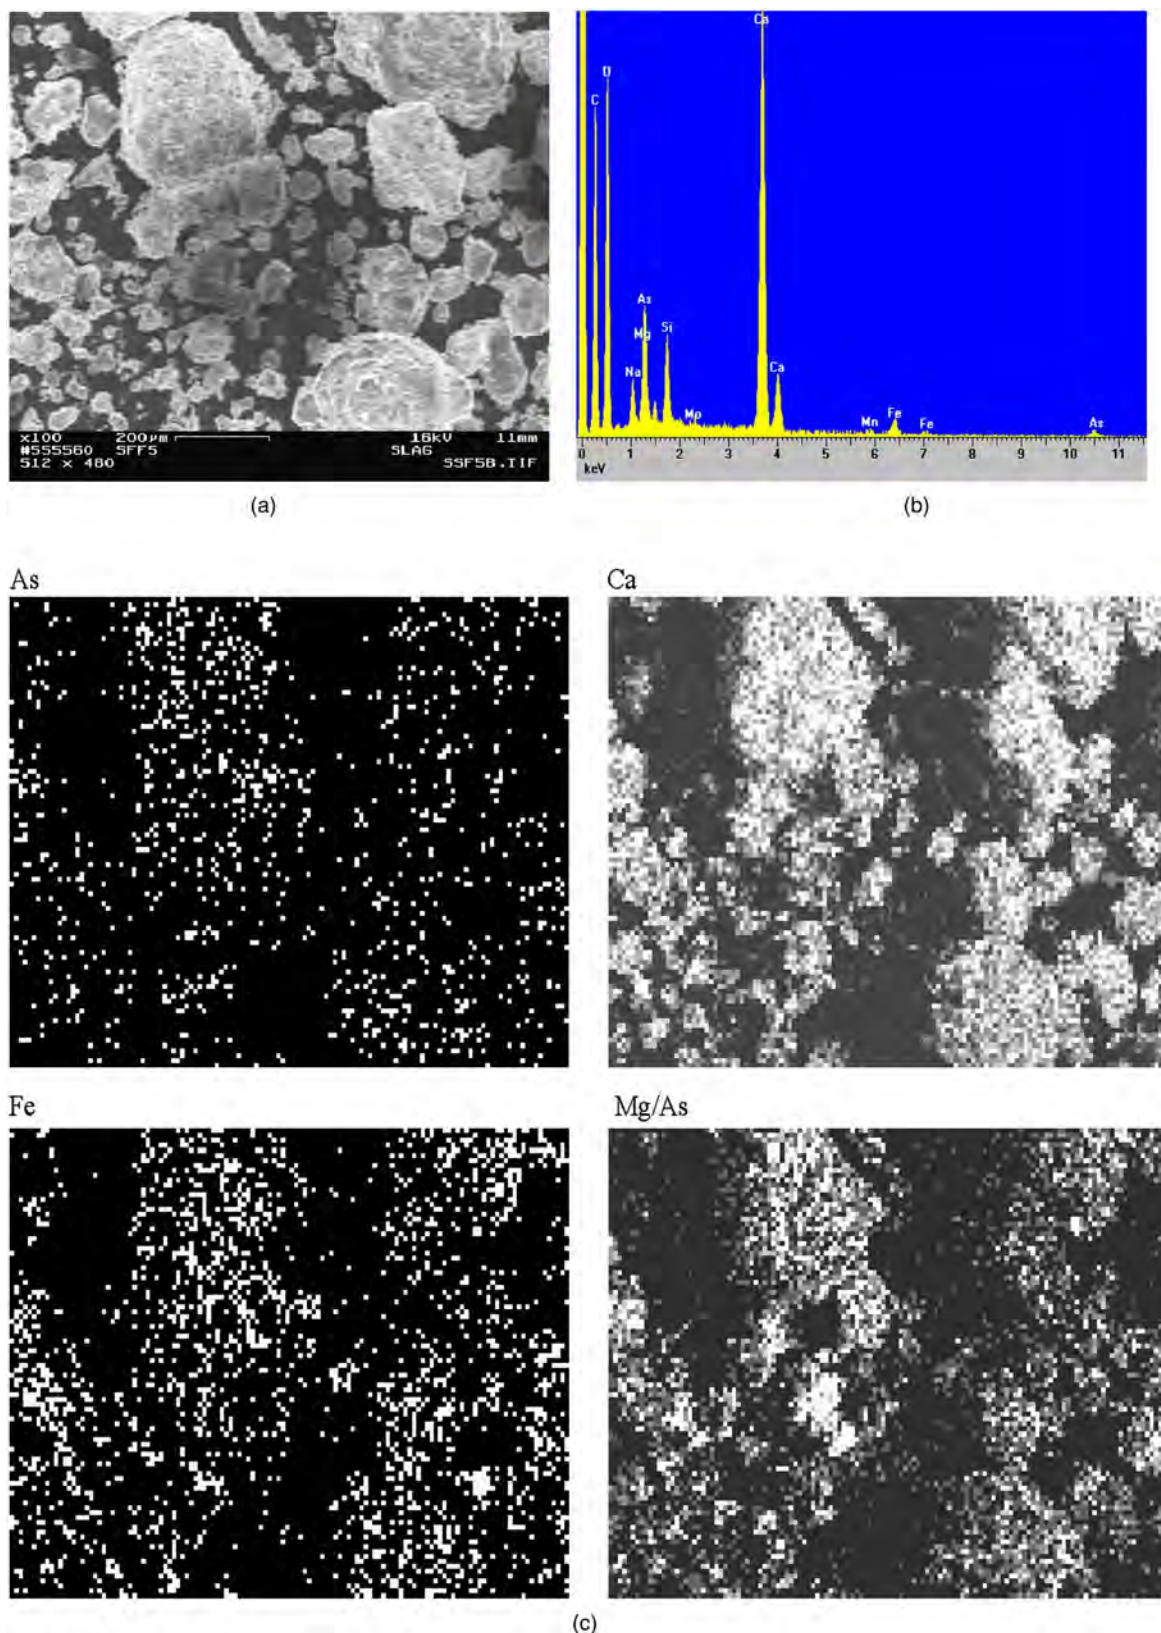 x100 200µm 16kV 11mm
#555560 SFF5 SLAG
512 x 480 SSF5B.TIF
(a)
Ca
O
C
As
Mg
Si
Na
Ca
Mo
Mn
Fe
Fe
As
0 1 2 3 4 5 6 7 8 9 10 11
keV
(b)
As
Ca
Fe
Mg/As
(c)